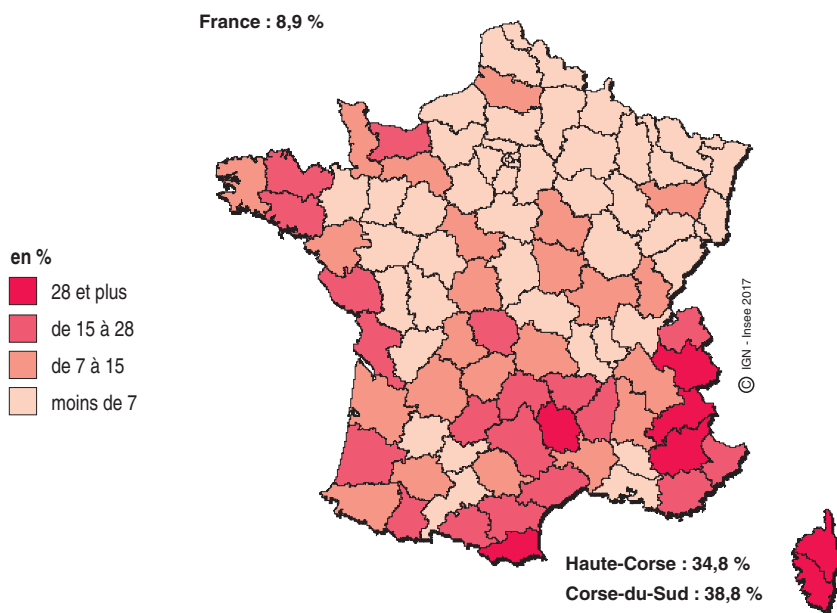 France : 8,9 %
en %
28 et plus
de 15 à 28
de 7 à 15
moins de 7
© IGN - Insee 2017
Haute-Corse : 34,8 %
Corse-du-Sud : 38,8 %